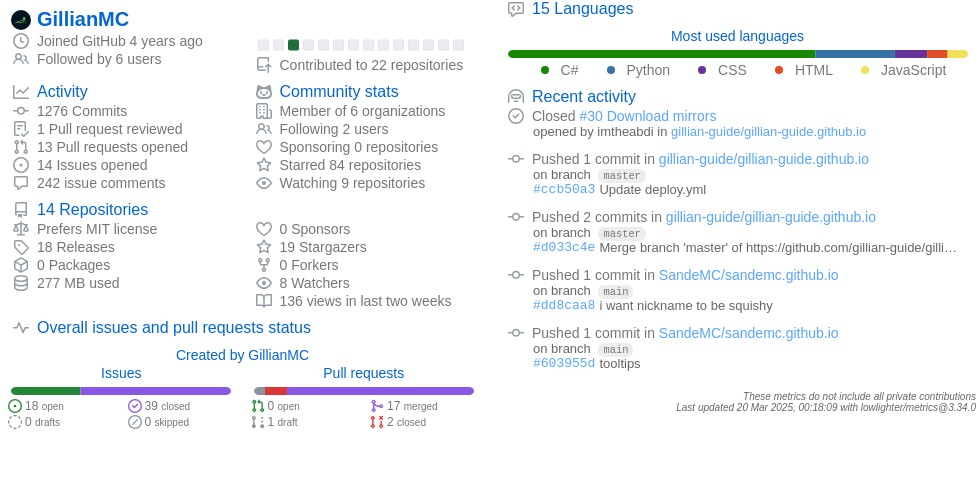 GillianMC
Joined GitHub 4 years ago
Followed by 6 users
Contributed to 22 repositories
Activity
1276 Commits
1 Pull request reviewed
13 Pull requests opened
14 Issues opened
242 issue comments
Community stats
Member of 6 organizations
Following 2 users
Sponsoring 0 repositories
Starred 84 repositories
Watching 9 repositories
14 Repositories
Prefers MIT license
18 Releases
0 Packages
277 MB used
0 Sponsors
19 Stargazers
0 Forkers
8 Watchers
136 views in last two weeks
Overall issues and pull requests status
Created by GillianMC
Issues
18 open
39 closed
0 drafts
0 skipped
Pull requests
0 open
17 merged
1 draft
2 closed
15 Languages
Most used languages
C# Python CSS HTML JavaScript
Recent activity
Closed #30 Download mirrors
opened by imtheabdi in gillian-guide/gillian-guide.github.io
Pushed 1 commit in gillian-guide/gillian-guide.github.io
on branch master
#ccb50a3 Update deploy.yml
Pushed 2 commits in gillian-guide/gillian-guide.github.io
on branch master
#d033c4e Merge branch 'master' of https://github.com/gillian-guide/gilli…
Pushed 1 commit in SandeMC/sandemc.github.io
on branch main
#dd8caa8 i want nickname to be squishy
Pushed 1 commit in SandeMC/sandemc.github.io
on branch main
#603955d tooltips
These metrics do not include all private contributions
Last updated 20 Mar 2025, 00:18:09 with lowlighter/metrics@3.34.0